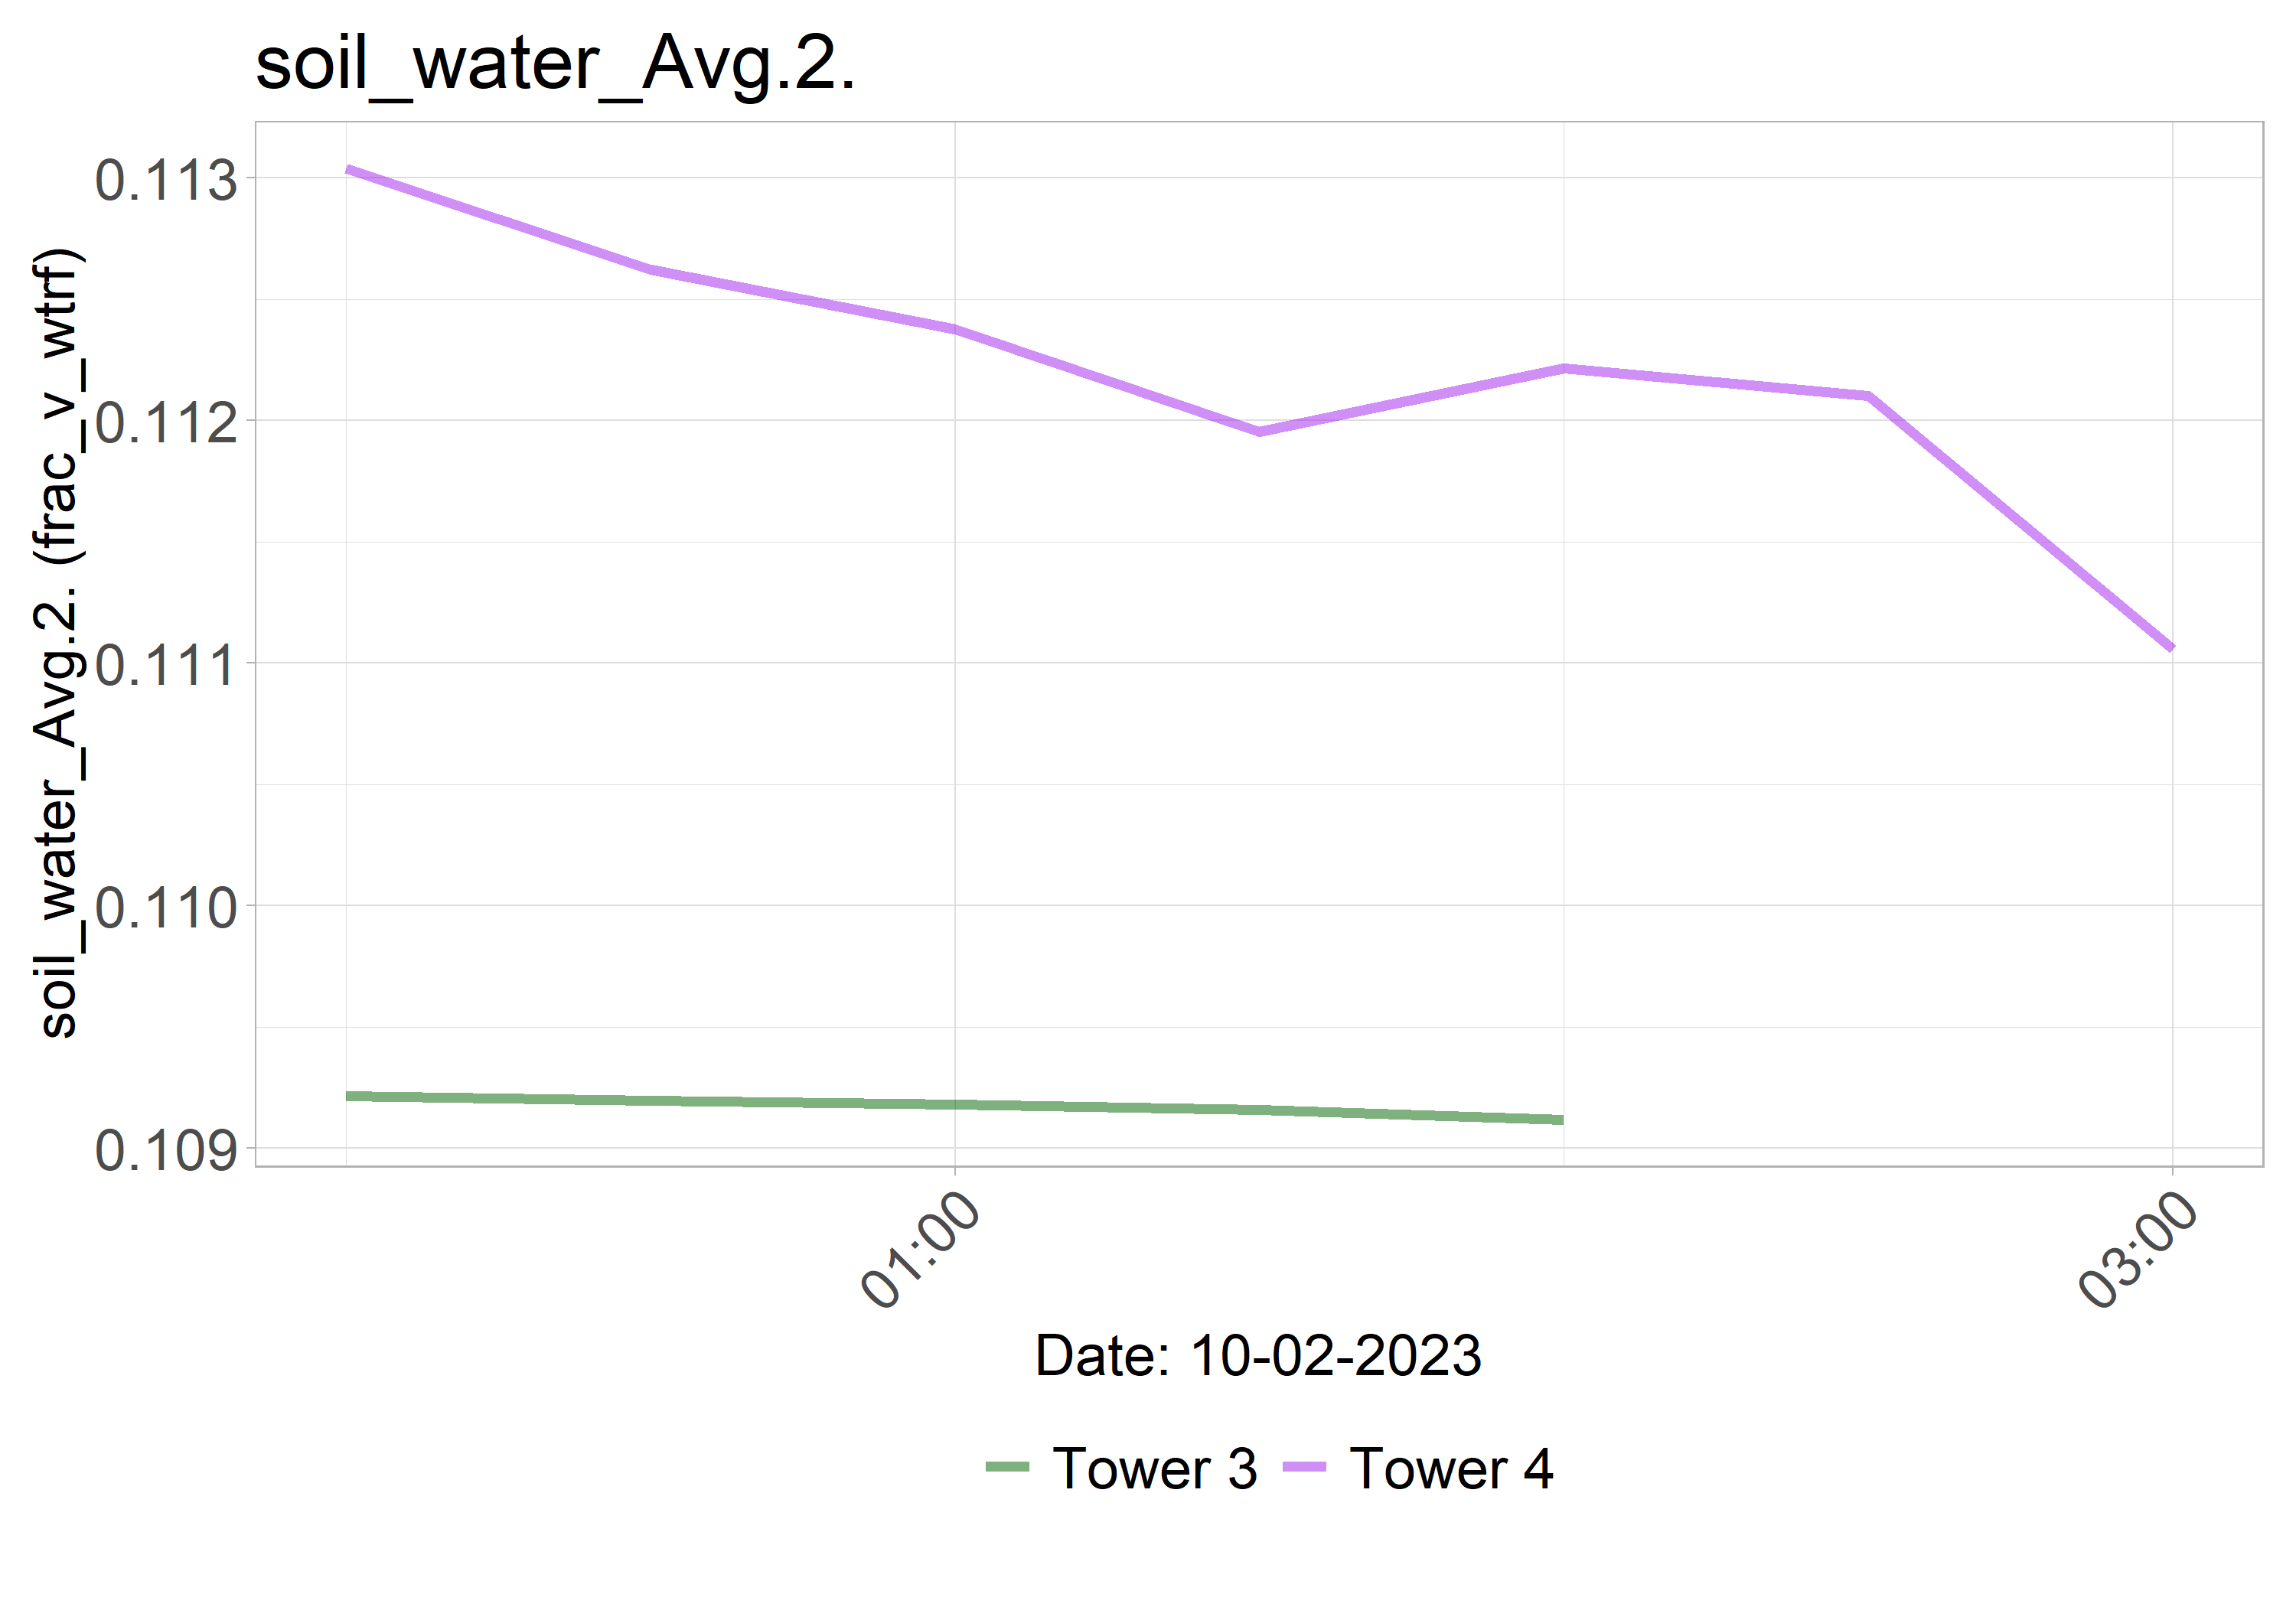 soil_water_Avg.2.
soil_water_Avg.2. (frac_v_wtrf)
0.113
0.112
0.111
0.110
0.109
01:00
03:00
Date: 10-02-2023
Tower 3
Tower 4